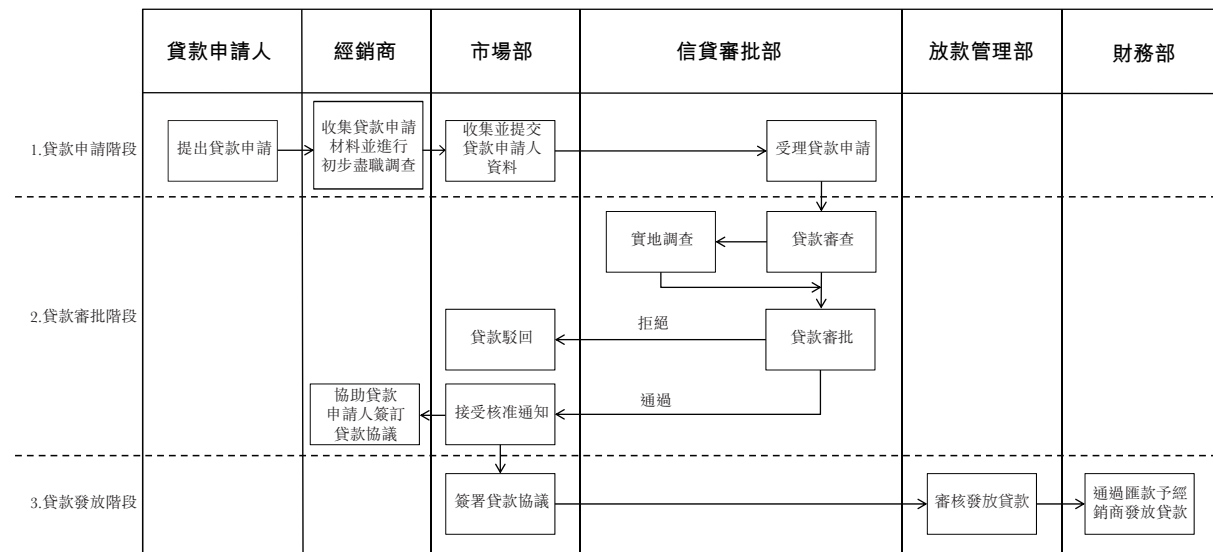 貸款申請人
經銷商
市場部
信貸審批部
放款管理部
財務部
1.貸款申請階段
提出貸款申請
收集貸款申請
材料並進行
初步盡職調查
收集並提交
貸款申請人
資料
受理貸款申請
實地調查
貸款審查
2.貸款審批階段
貸款駁回
拒絕
貸款審批
協助貸款
申請人簽訂
貸款協議
接受核准通知
通過
3.貸款發放階段
簽署貸款協議
審核發放貸款
通過匯款予經
銷商發放貸款